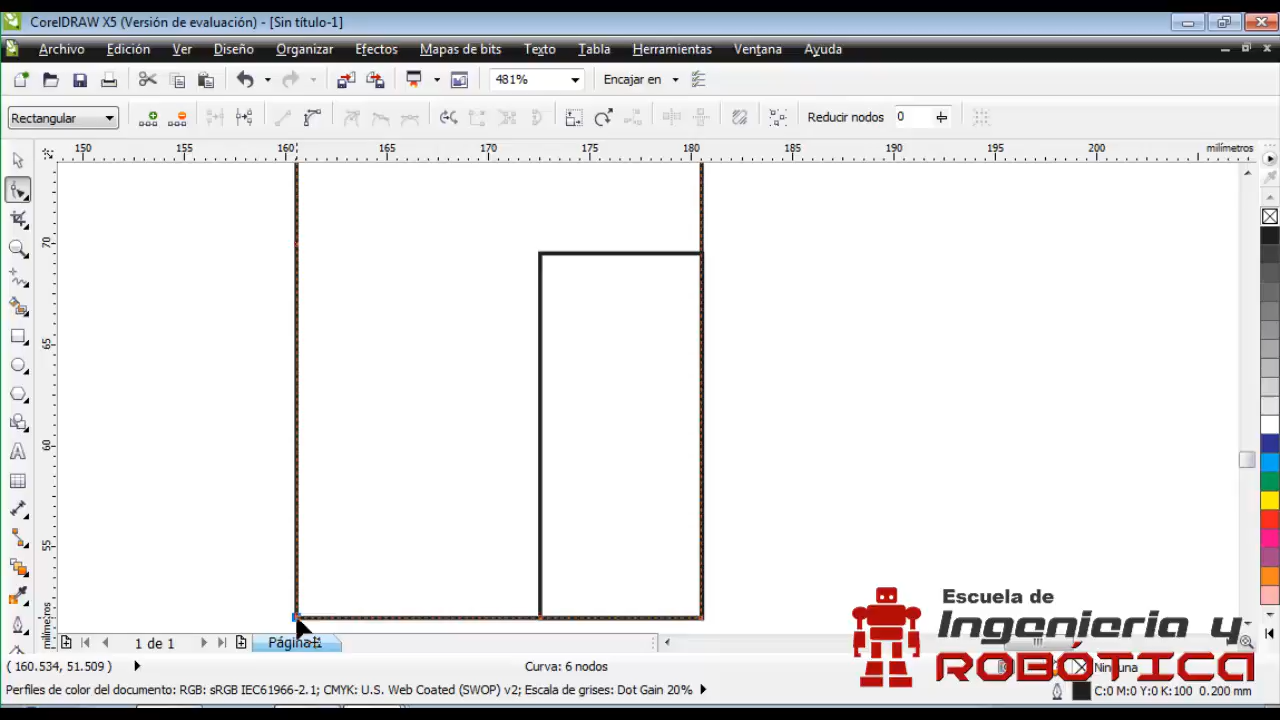 CorelDRAW X5 (Versión de evaluación) - [Sin título-1]
Archivo Edición Ver Diseño Organizar Efectos Mapas de bits Texto Tabla Herramientas Ventana Ayuda
481% Encajar en
Rectangular Reducir nodos 0
150 155 160 165 170 175 180 185 190 195 200 milímetros
70
65
60
55
milímetros
Escuela de
Ingeniería y
ROBÓTICA
1 de 1 Página 1
( 160.534, 51.509 ) Curva: 6 nodos Ninguna
Perfiles de color del documento: RGB: sRGB IEC61966-2.1; CMYK: U.S. Web Coated (SWOP) v2; Escala de grises: Dot Gain 20% C:0 M:0 Y:0 K:100 0.200 mm